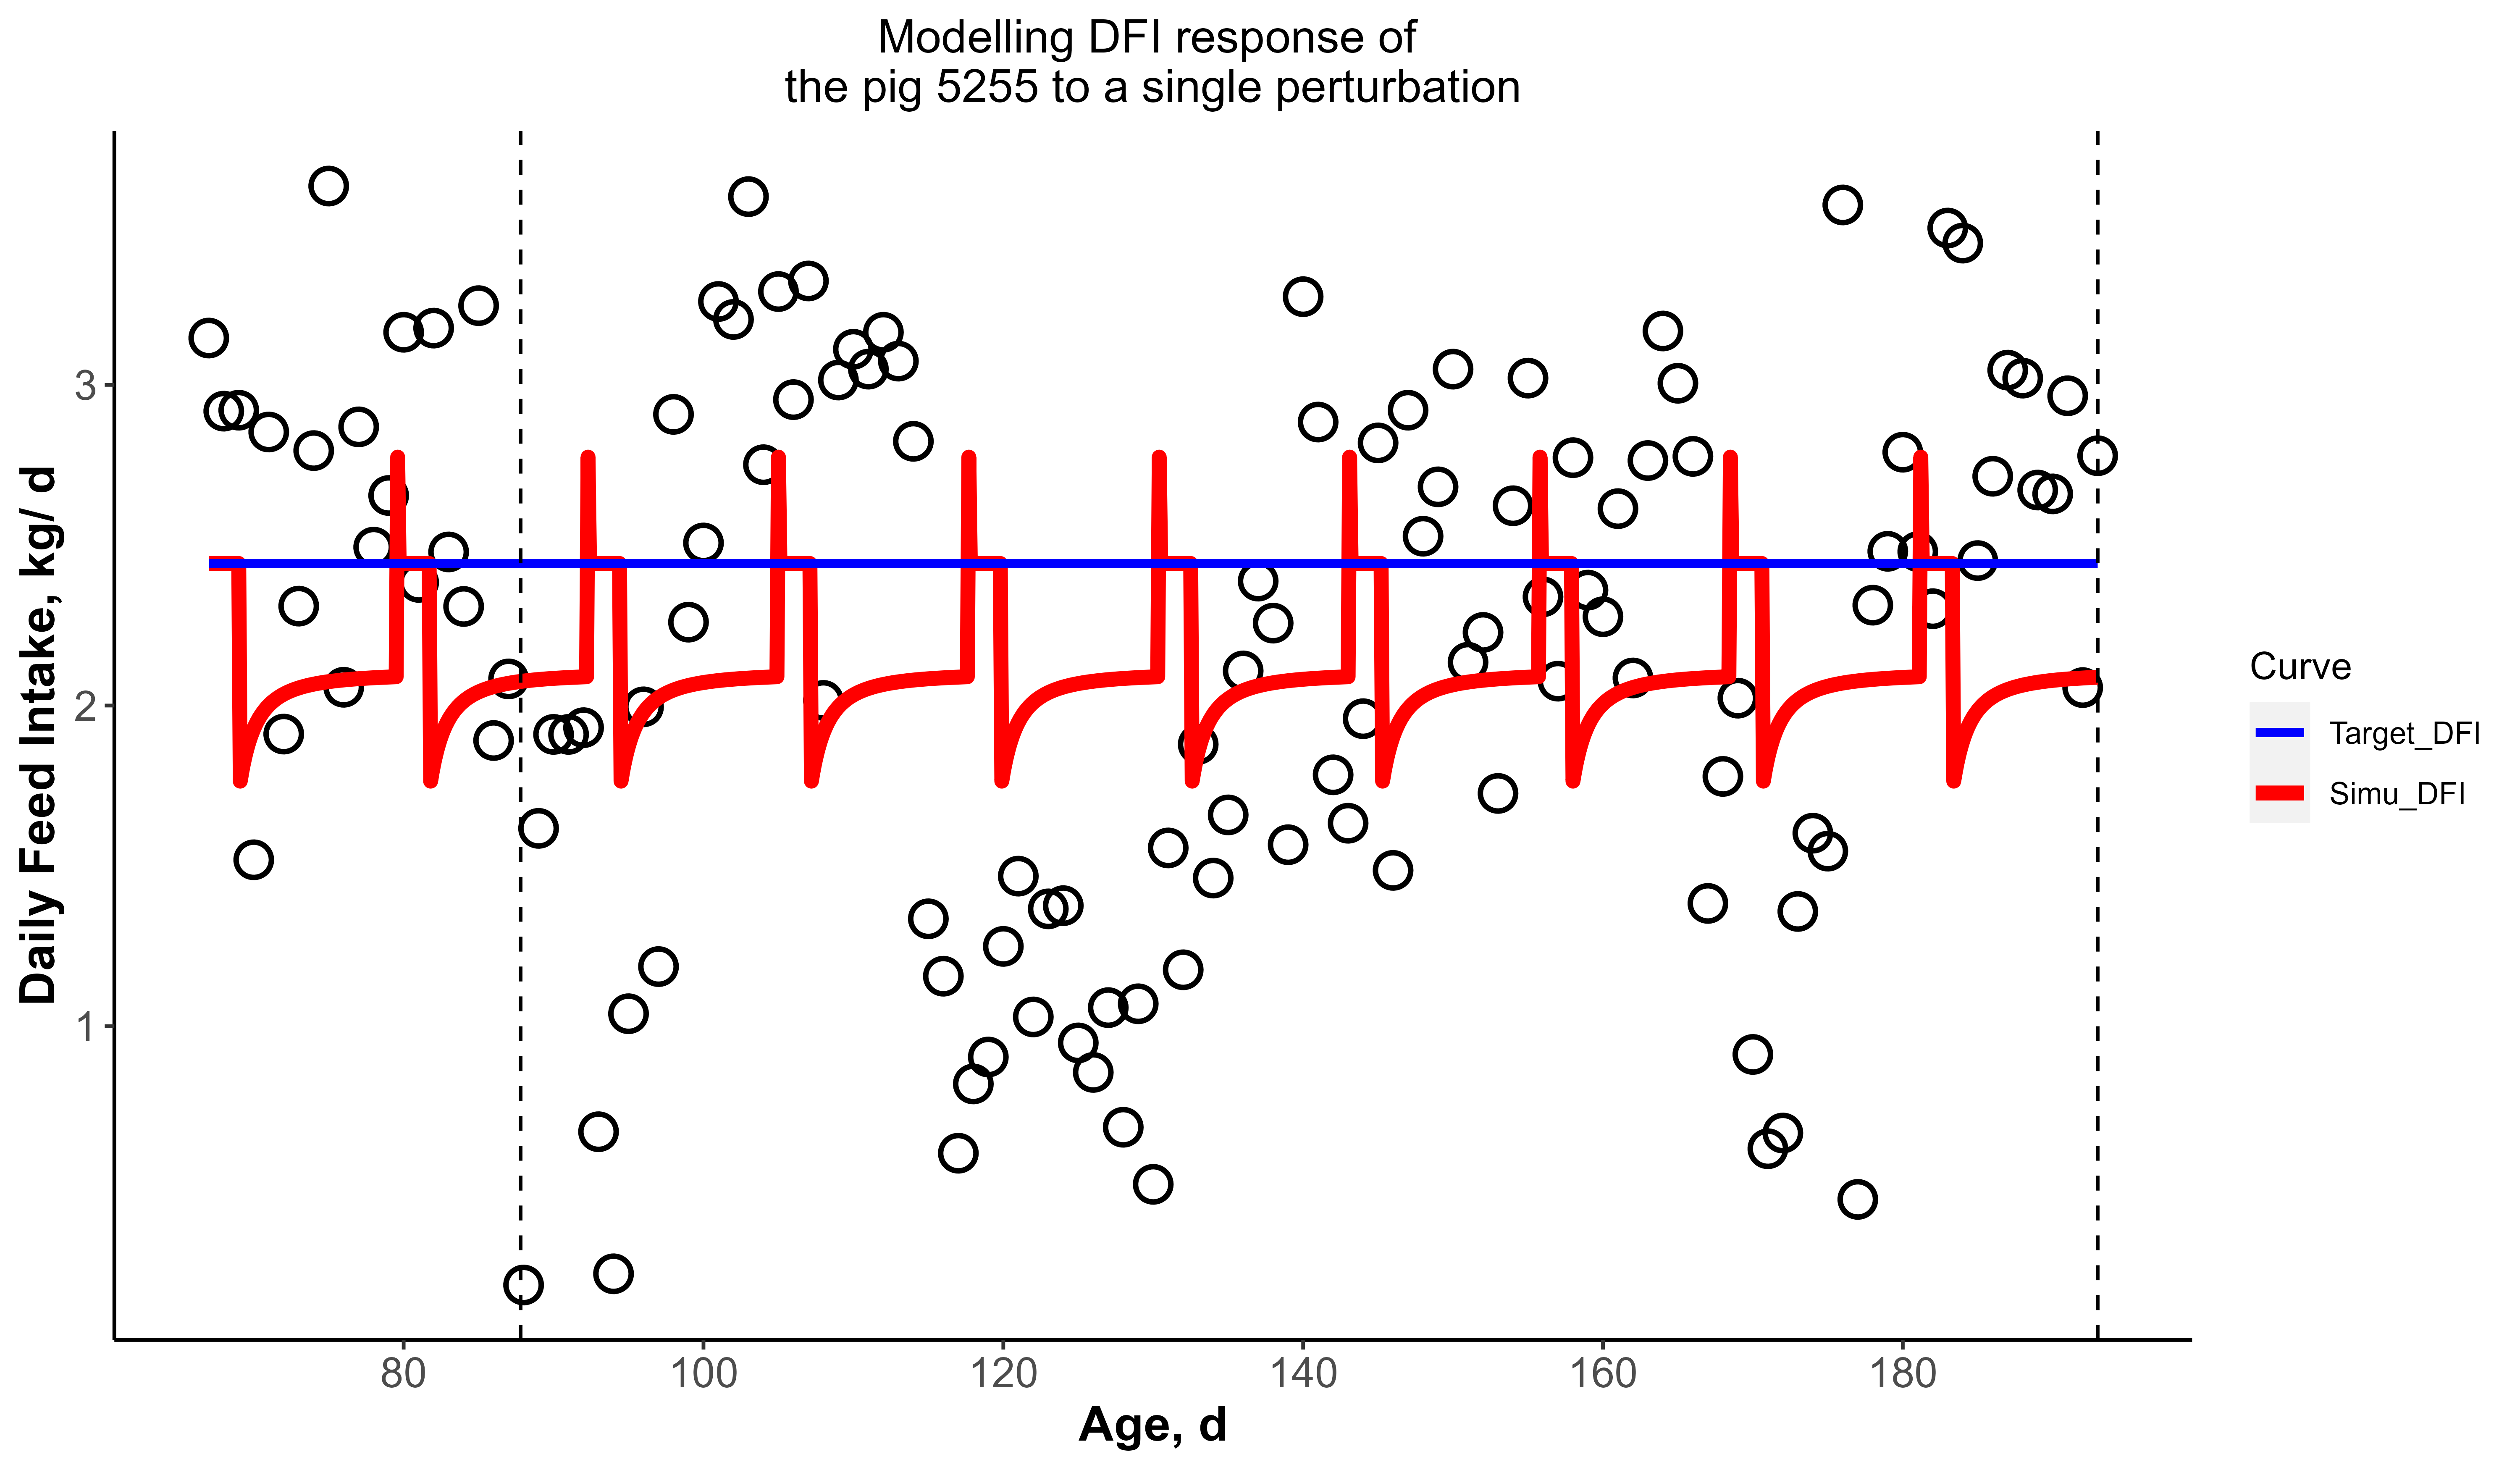 Modelling DFI response of
the pig 5255 to a single perturbation
Daily Feed Intake, kg/ d
3
2
1
80
100
120
140
160
180
Age, d
Curve
Target_DFI
Simu_DFI